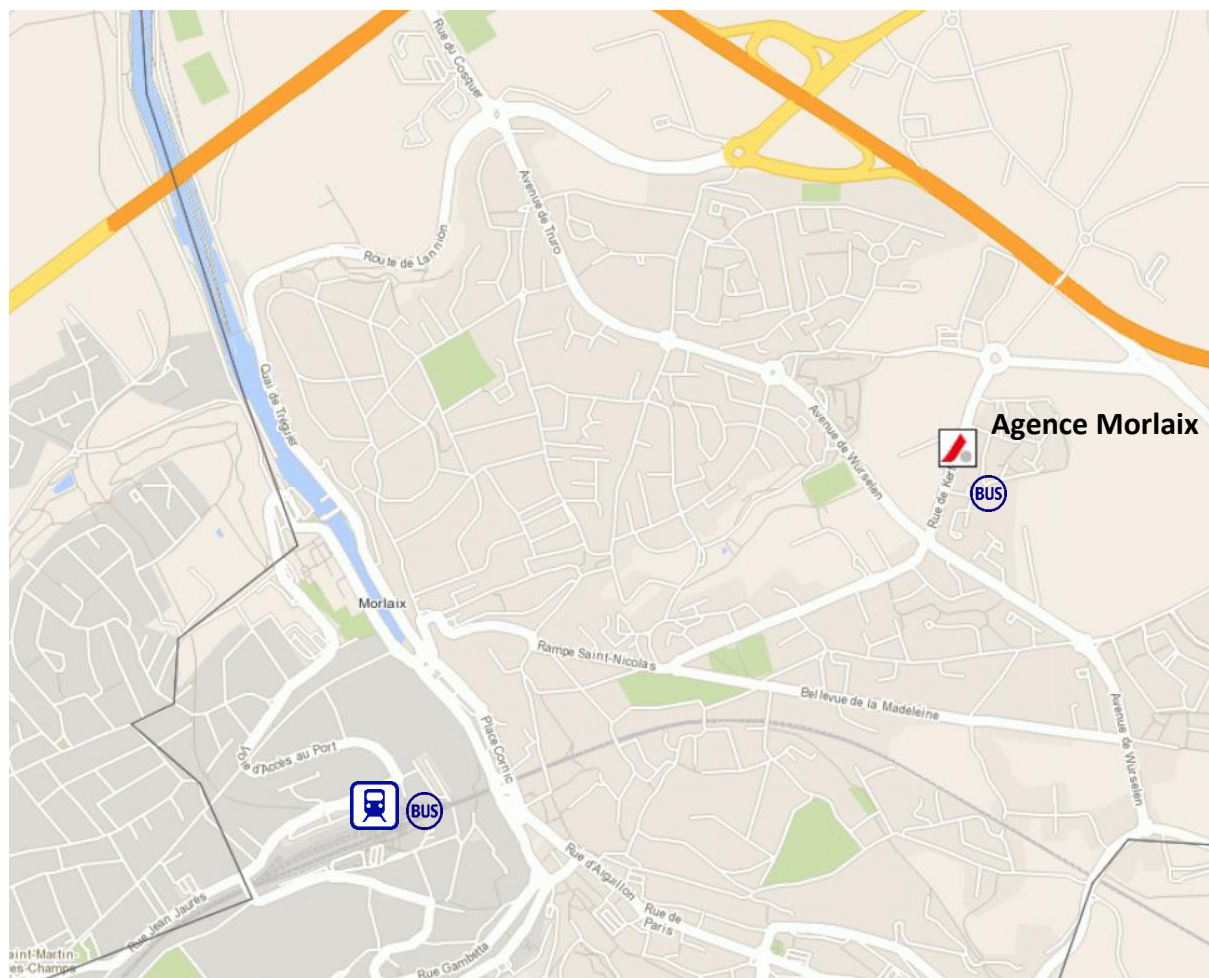 Rue du Cosquer
Avenue de Truro
Route de Lannion
Quai de Tréguier
Avenue de Würselen
Agence Morlaix
BUS
Rue de Ker
Morlaix
Rampe Saint-Nicolas
Bellevue de la Madeleine
Avenue de Würselen
Place Cornic
Voie d'Accès au Port
BUS
Rue d'Aiguillon
Rue de
Paris
Rue Jean Jaurès
Rue Gambetta
aint-Martin-
es-Champs